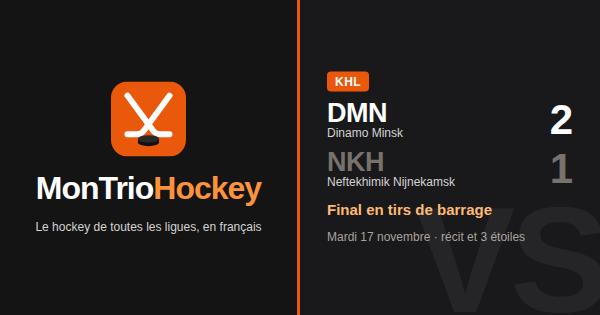 MonTrioHockey
Le hockey de toutes les ligues, en français
KHL
DMN 2
Dinamo Minsk
NKH 1
Neftekhimik Nijnekamsk
Final en tirs de barrage
Mardi 17 novembre · récit et 3 étoiles
VS